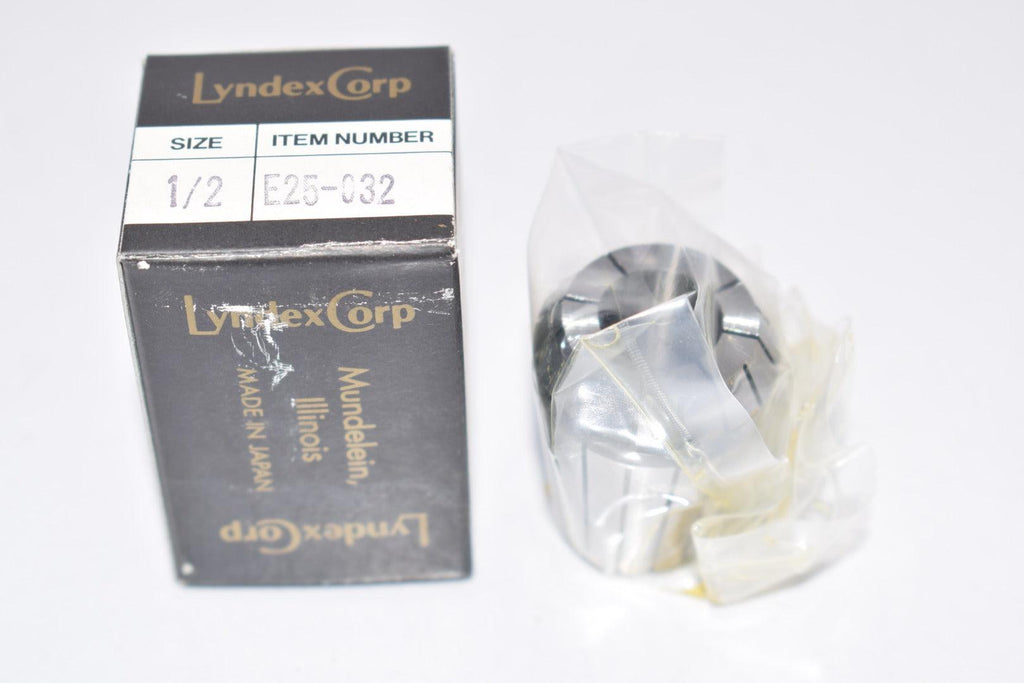 LyndexCorp
SIZE ITEM NUMBER
1/2 E25-032
LyndexCorp
Mundelein,
Illinois
MADE IN JAPAN
LyndexCorp